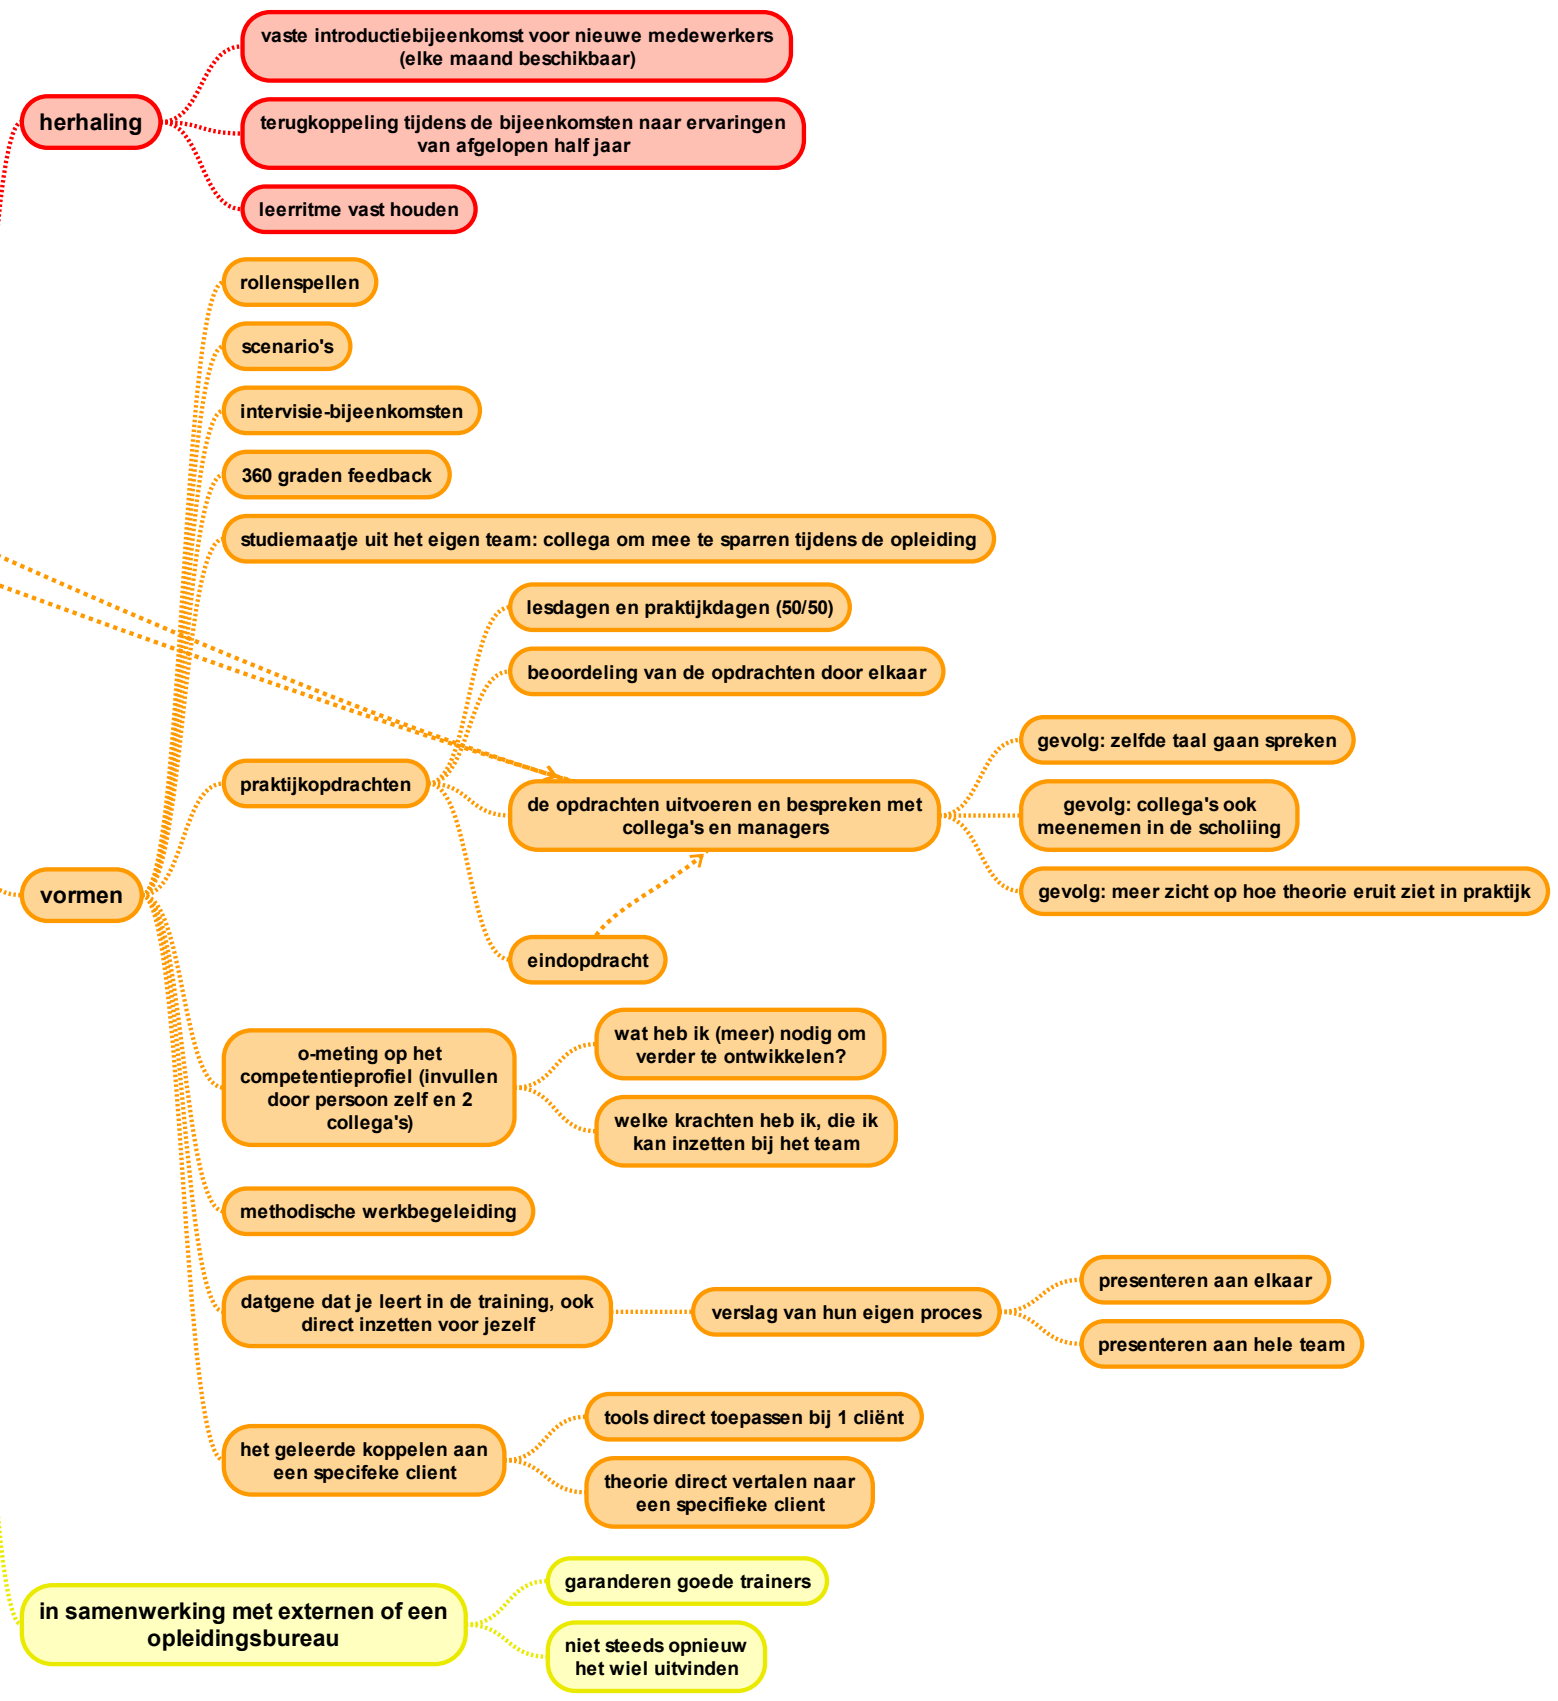 herhaling
vaste introductiebijeenkomst voor nieuwe medewerkers
(elke maand beschikbaar)
terugkoppeling tijdens de bijeenkomsten naar ervaringen
van afgelopen half jaar
leerritme vast houden
vormen
rollenspellen
scenario's
intervisie-bijeenkomsten
360 graden feedback
studiemaatje uit het eigen team: collega om mee te sparren tijdens de opleiding
praktijkopdrachten
lesdagen en praktijkdagen (50/50)
beoordeling van de opdrachten door elkaar
de opdrachten uitvoeren en bespreken met
collega's en managers
gevolg: zelfde taal gaan spreken
gevolg: collega's ook
meenemen in de scholiing
gevolg: meer zicht op hoe theorie eruit ziet in praktijk
eindopdracht
o-meting op het
competentieprofiel (invullen
door persoon zelf en 2
collega's)
wat heb ik (meer) nodig om
verder te ontwikkelen?
welke krachten heb ik, die ik
kan inzetten bij het team
methodische werkbegeleiding
datgene dat je leert in de training, ook
direct inzetten voor jezelf
verslag van hun eigen proces
presenteren aan elkaar
presenteren aan hele team
het geleerde koppelen aan
een specifeke client
tools direct toepassen bij 1 cliënt
theorie direct vertalen naar
een specifieke client
in samenwerking met externen of een
opleidingsbureau
garanderen goede trainers
niet steeds opnieuw
het wiel uitvinden